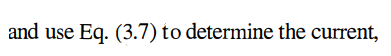 and use Eq. (3.7) to determine the current,